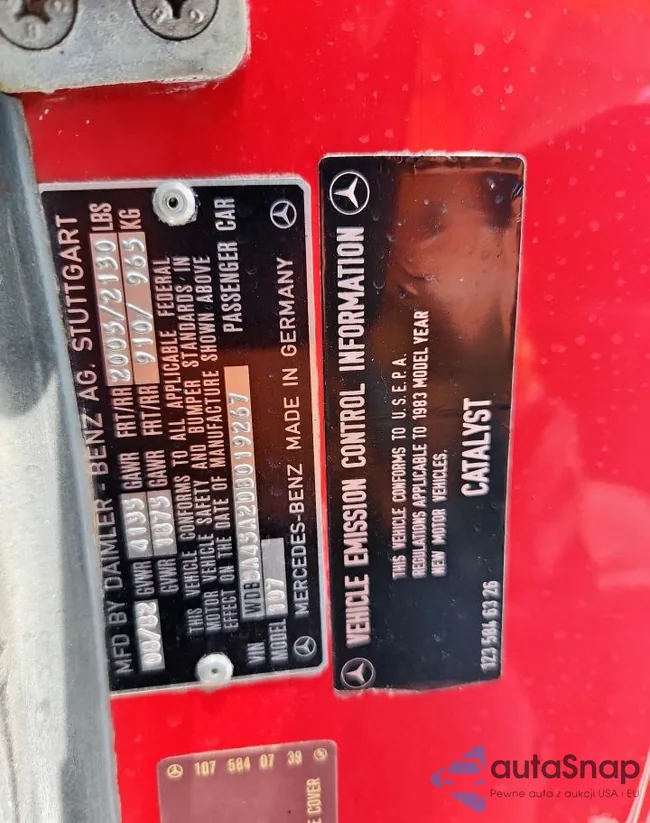 MFD BY DAIMLER - BENZ AG. STUTTGART
08/82 GVWR 4135 GAWR FRT/RR 2005/2130 LBS
GVWR 1875 GAWR FRT/RR 910/ 965 KG
THIS VEHICLE CONFORMS TO ALL APPLICABLE FEDERAL
MOTOR VEHICLE SAFETY AND BUMPER STANDARDS IN
EFFECT ON THE DATE OF MANUFACTURE SHOWN ABOVE
PASSENGER CAR
VIN WDBBA45A2DB019267
MODEL 107
MERCEDES-BENZ MADE IN GERMANY
VEHICLE EMISSION CONTROL INFORMATION
THIS VEHICLE CONFORMS TO U.S.E.P.A.
REGULATIONS APPLICABLE TO 1983 MODEL YEAR
NEW MOTOR VEHICLES.
CATALYST
123 584 63 26
107 584 07 39
COVER
autaSnap
Pewne auta z aukcji USA i EU